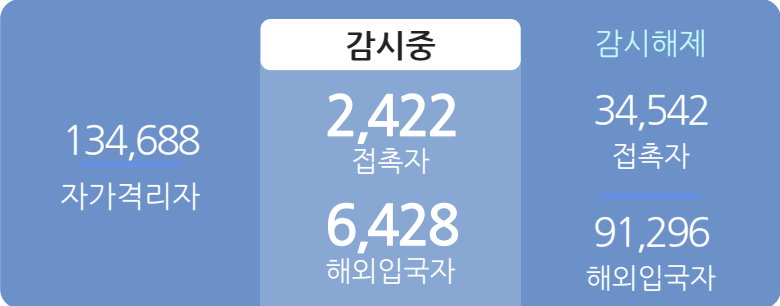 134,688
자가격리자
감시중
2,422
접촉자
6,428
해외입국자
감시해제
34,542
접촉자
91,296
해외입국자